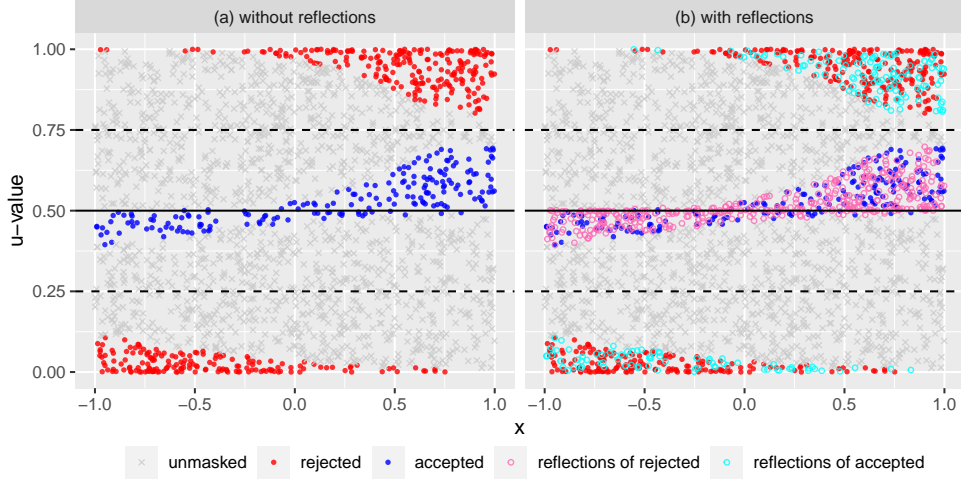 (a) without reflections
(b) with reflections
u−value
1.00
0.75
0.50
0.25
0.00
−1.0 −0.5 0.0 0.5 1.0
−1.0 −0.5 0.0 0.5 1.0
x
unmasked rejected accepted reflections of rejected reflections of accepted